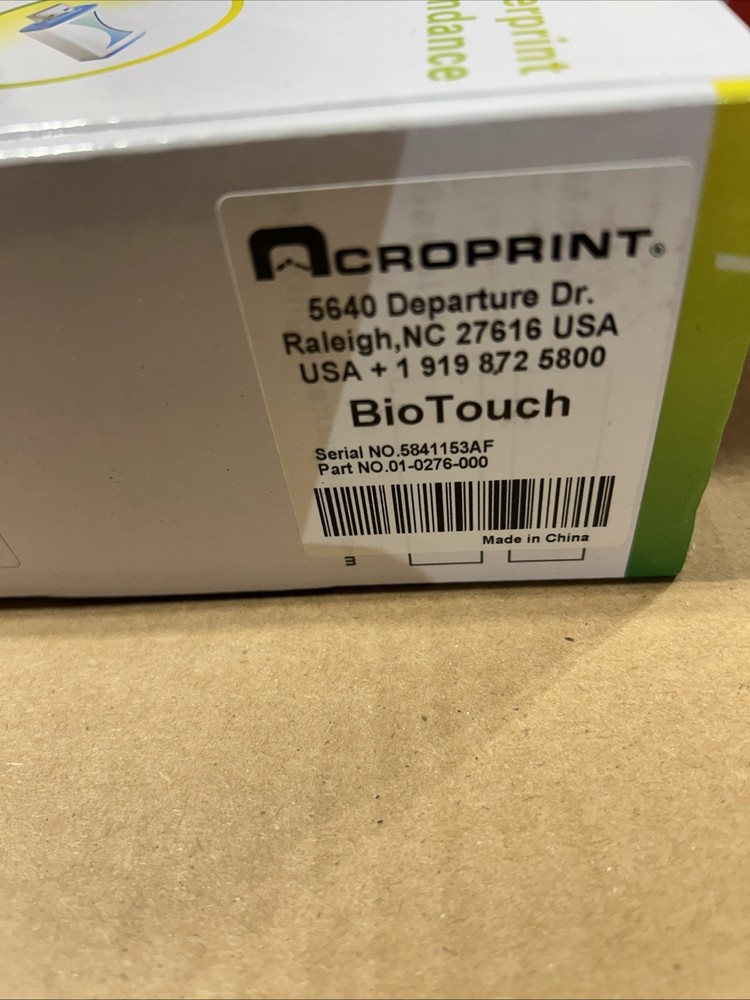 erprint
ndance
ACROPRINT®
5640 Departure Dr.
Raleigh,NC 27616 USA
USA + 1 919 872 5800
BioTouch
Serial NO.5841153AF
Part NO.01-0276-000
Made in China
m